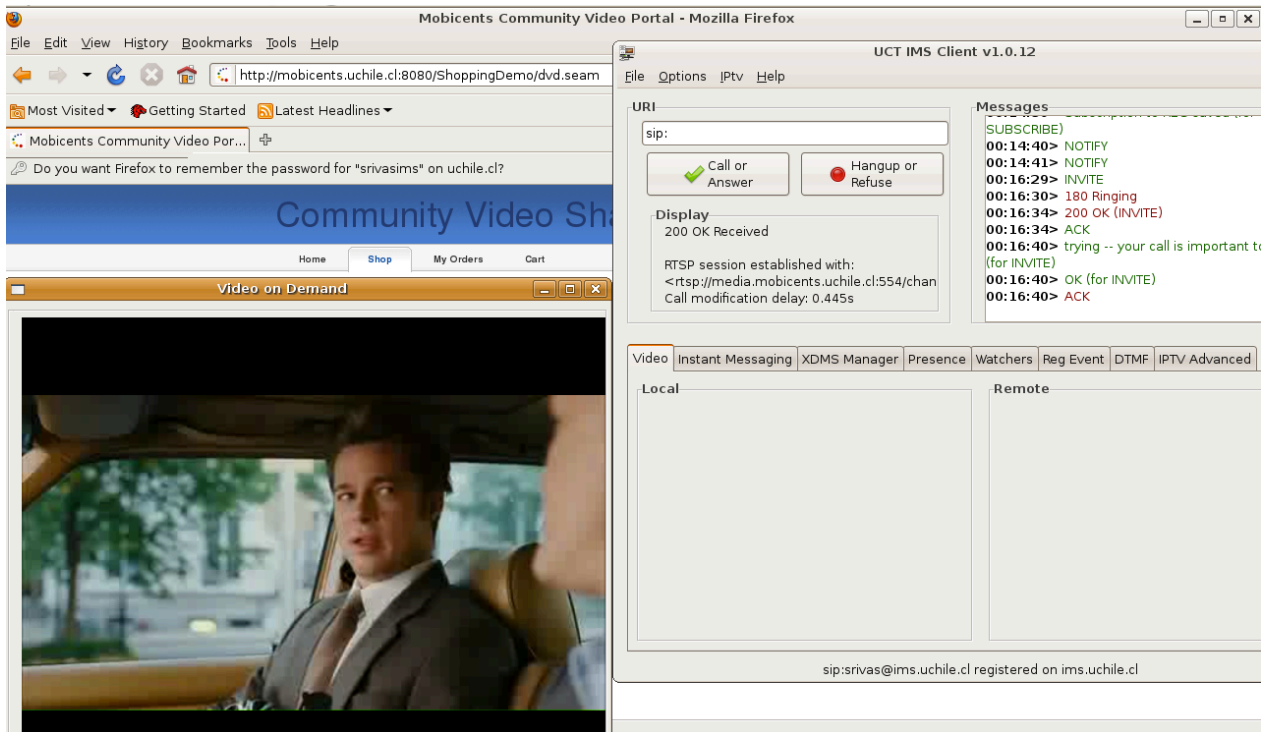 Mobicents Community Video Portal - Mozilla Firefox
File Edit View History Bookmarks Tools Help
http://mobicents.uchile.cl:8080/ShoppingDemo/dvd.seam
Most Visited Getting Started Latest Headlines
Mobicents Community Video Por...
Do you want Firefox to remember the password for "srivasims" on uchile.cl?
Community Video Sha
Home Shop My Orders Cart
Video on Demand
UCT IMS Client v1.0.12
File Options IPtv Help
URI
sip:
Call or Answer
Hangup or Refuse
Display
200 OK Received
RTSP session established with:
<rtsp://media.mobicents.uchile.cl:554/chan
Call modification delay: 0.445s
Messages
SUBSCRIBE)
00:14:40> NOTIFY
00:14:41> NOTIFY
00:16:29> INVITE
00:16:30> 180 Ringing
00:16:34> 200 OK (INVITE)
00:16:34> ACK
00:16:40> trying -- your call is important to
(for INVITE)
00:16:40> OK (for INVITE)
00:16:40> ACK
Video Instant Messaging XDMS Manager Presence Watchers Reg Event DTMF IPTV Advanced
Local
Remote
sip:srivas@ims.uchile.cl registered on ims.uchile.cl